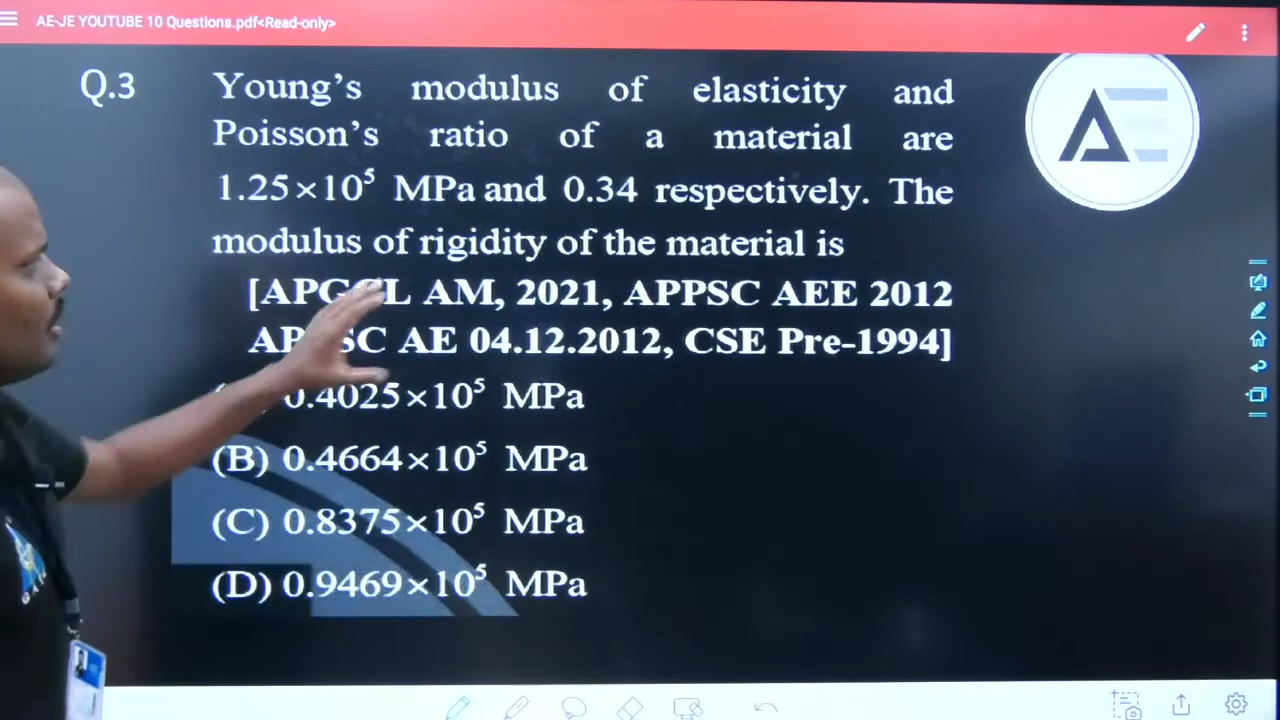 AE-JE YOUTUBE 10 Questions.pdf<Read-only>
Q.3 Young's modulus of elasticity and
Poisson's ratio of a material are
1.25×10⁵ MPa and 0.34 respectively. The
modulus of rigidity of the material is
AM, 2021, APPSC AEE 2012
AE 04.12.2012, CSE Pre-1994]
0.4025×10⁵ MPa
(B) 0.4664×10⁵ MPa
(C) 0.8375×10⁵ MPa
(D) 0.9469×10⁵ MPa
AE